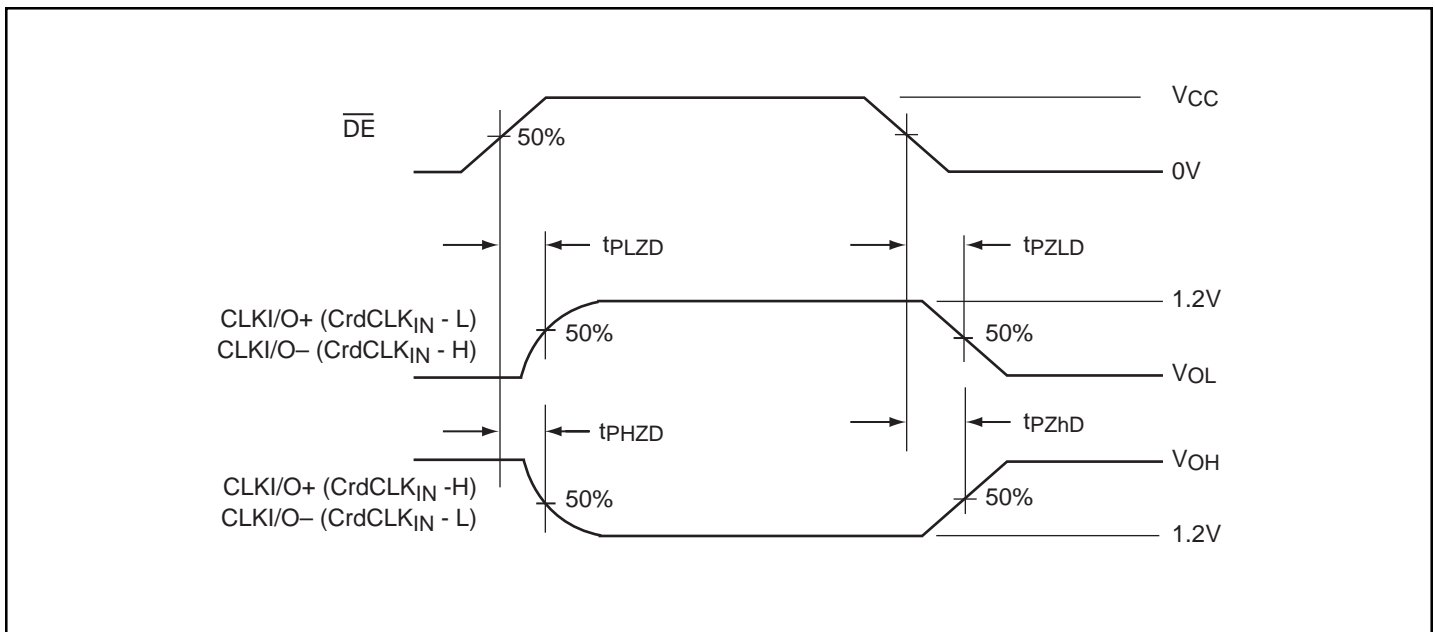 VCC
DE
50%
0V
tPLZD
tPZLD
1.2V
CLKI/O+ (CrdCLKIN - L)
50%
50%
CLKI/O– (CrdCLKIN - H)
VOL
tPHZD
tPZhD
VOH
CLKI/O+ (CrdCLKIN -H)
50%
50%
CLKI/O– (CrdCLKIN - L)
1.2V